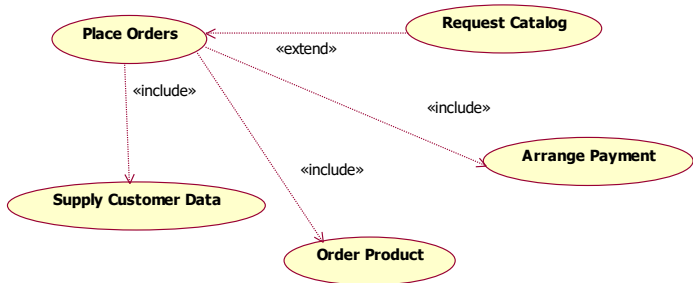 Request Catalog
Place Orders
«extend»
«include»
«include»
Arrange Payment
«include»
Supply Customer Data
Order Product